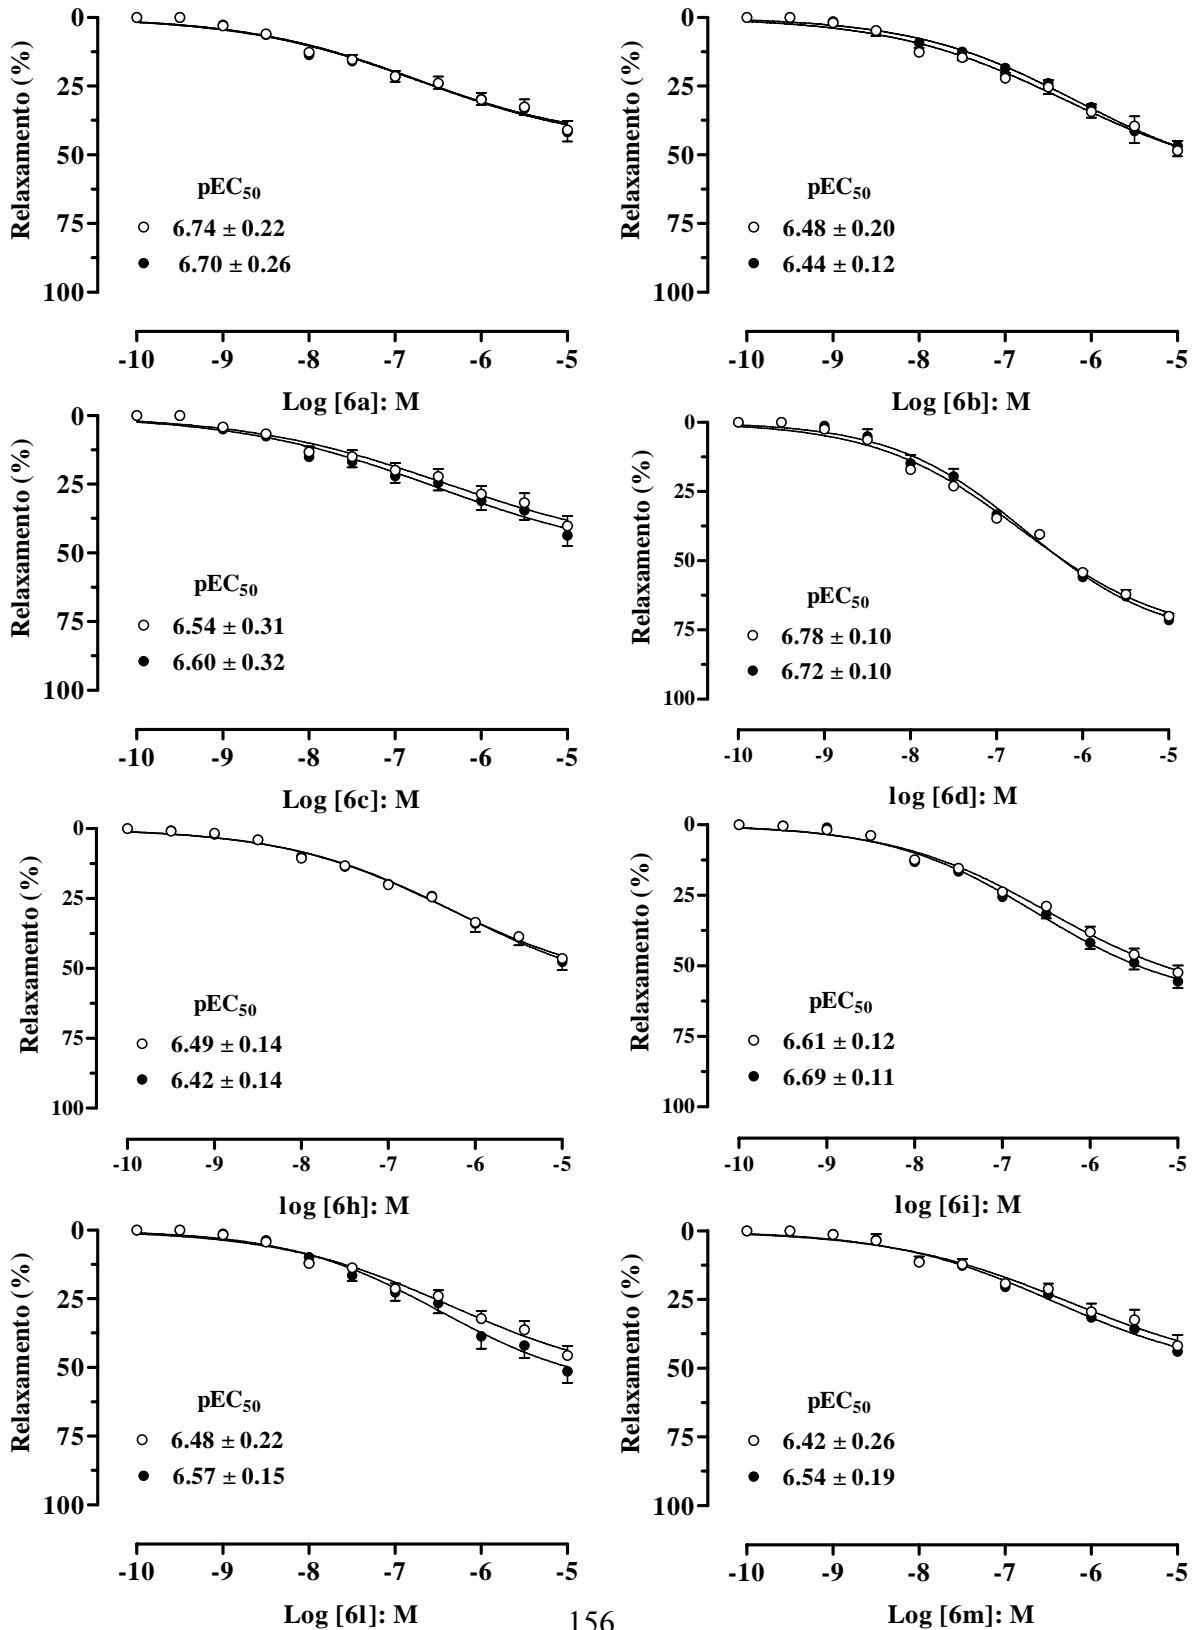 Relaxamento (%)
0
25
50
75
100
pEC50
○ 6.74 ± 0.22
● 6.70 ± 0.26
-10 -9 -8 -7 -6 -5
Log [6a]: M
Relaxamento (%)
0
25
50
75
100
pEC50
○ 6.48 ± 0.20
● 6.44 ± 0.12
-10 -9 -8 -7 -6 -5
Log [6b]: M
Relaxamento (%)
0
25
50
75
100
pEC50
○ 6.54 ± 0.31
● 6.60 ± 0.32
-10 -9 -8 -7 -6 -5
Log [6c]: M
Relaxamento (%)
0
25
50
75
100
pEC50
○ 6.78 ± 0.10
● 6.72 ± 0.10
-10 -9 -8 -7 -6 -5
log [6d]: M
Relaxamento (%)
0
25
50
75
100
pEC50
○ 6.49 ± 0.14
● 6.42 ± 0.14
-10 -9 -8 -7 -6 -5
log [6h]: M
Relaxamento (%)
0
25
50
75
100
pEC50
○ 6.61 ± 0.12
● 6.69 ± 0.11
-10 -9 -8 -7 -6 -5
log [6i]: M
Relaxamento (%)
0
25
50
75
100
pEC50
○ 6.48 ± 0.22
● 6.57 ± 0.15
-10 -9 -8 -7 -6 -5
Log [6l]: M
Relaxamento (%)
0
25
50
75
100
pEC50
○ 6.42 ± 0.26
● 6.54 ± 0.19
-10 -9 -8 -7 -6 -5
Log [6m]: M
156